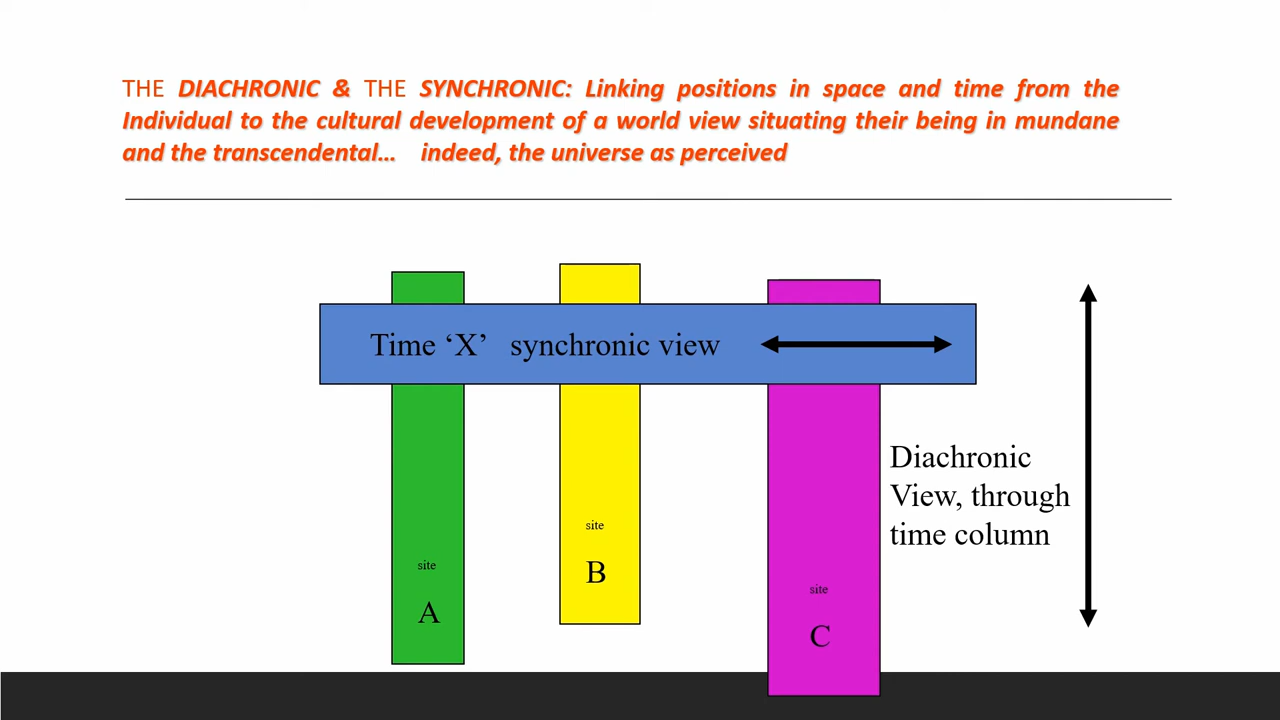 THE DIACHRONIC & THE SYNCHRONIC: Linking positions in space and time from the
Individual to the cultural development of a world view situating their being in mundane
and the transcendental… indeed, the universe as perceived
Time ‘X’ synchronic view
Diachronic
View, through
time column
site
A
site
B
site
C